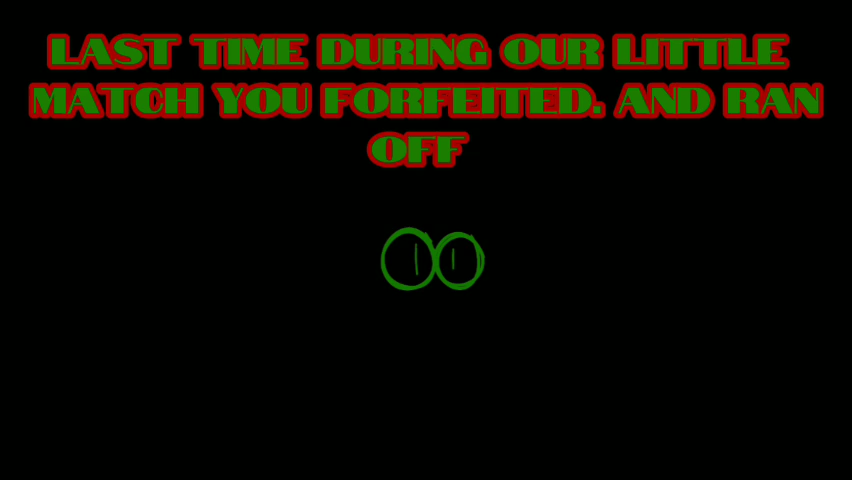 LAST TIME DURING OUR LITTLE
MATCH YOU FORFEITED. AND RAN
OFF